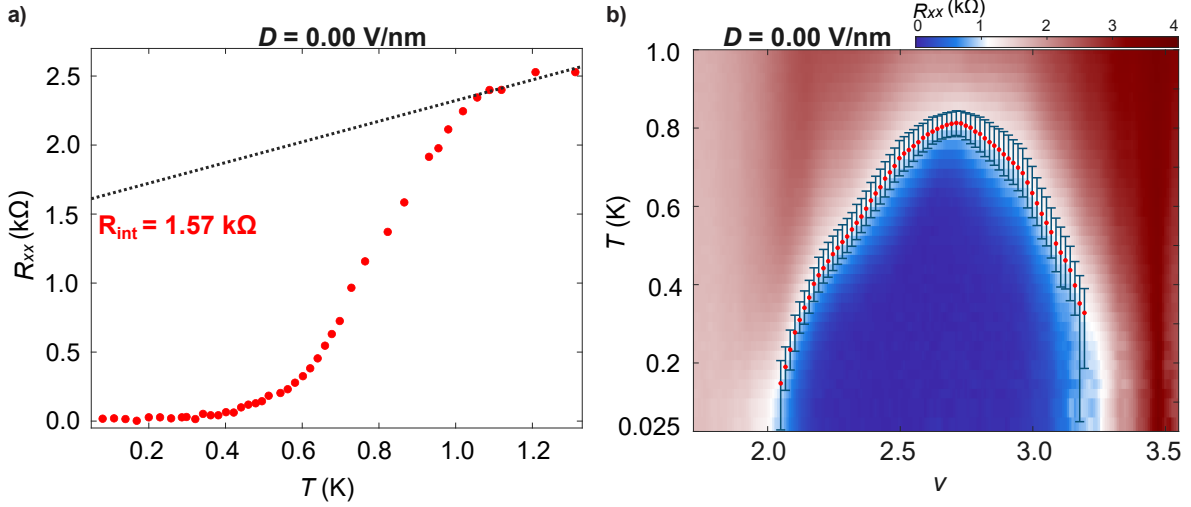 a)
D = 0.00 V/nm
Rxx (kΩ)
2.5
2.0
1.5
1.0
0.5
0.0
Rint = 1.57 kΩ
0.2 0.4 0.6 0.8 1.0 1.2
T (K)
b)
D = 0.00 V/nm
Rxx (kΩ)
0 1 2 3 4
T (K)
1.0
0.8
0.6
0.4
0.2
0.025
2.0 2.5 3.0 3.5
ν